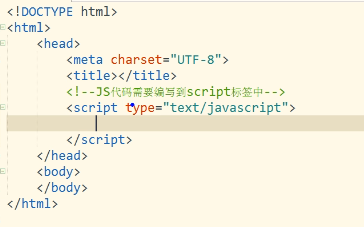 <!DOCTYPE html>
<html>
<head>
<meta charset="UTF-8">
<title></title>
<!--JS代码需要编写到script标签中-->
<script type="text/javascript">
</script>
</head>
<body>
</body>
</html>